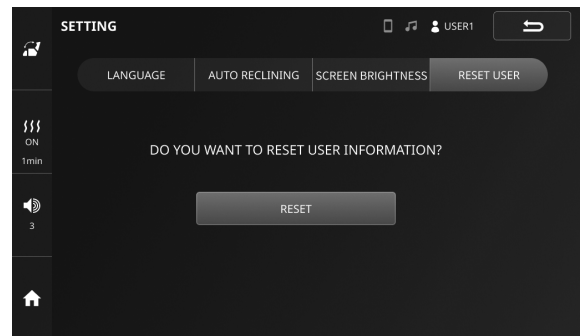 SETTING
USER1
LANGUAGE
AUTO RECLINING
SCREEN BRIGHTNESS
RESET USER
ON
1min
3
DO YOU WANT TO RESET USER INFORMATION?
RESET